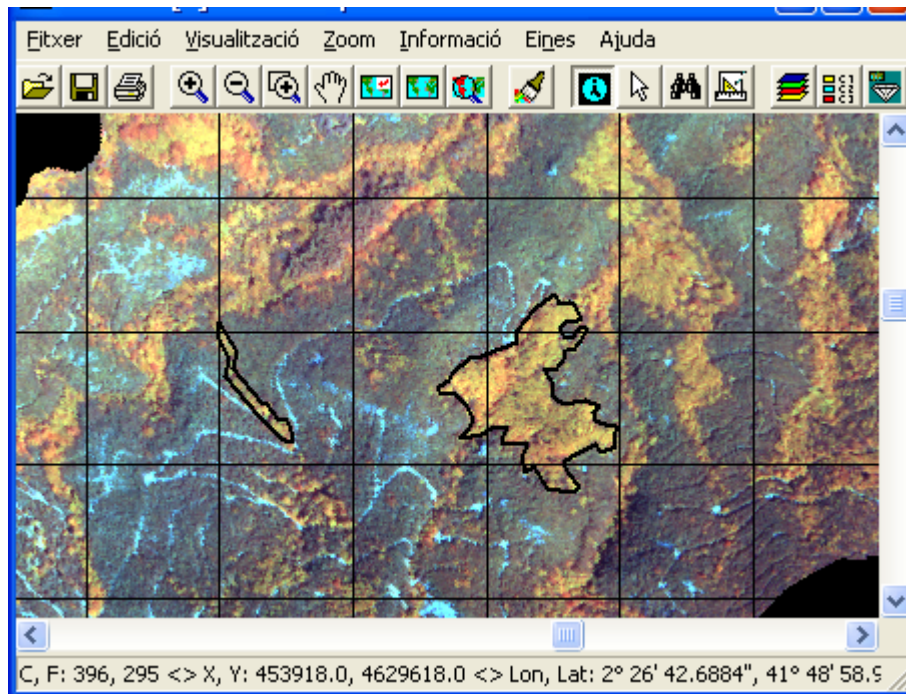 Fitxer Edició Visualització Zoom Informació Eines Ajuda
C, F: 396, 295 <> X, Y: 453918.0, 4629618.0 <> Lon, Lat: 2° 26' 42.6884", 41° 48' 58.9